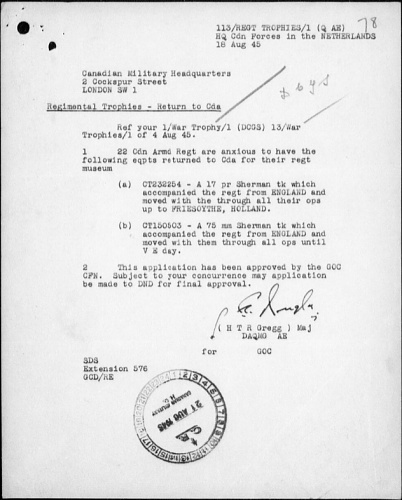 113/REGT TROPHIES/1 (Q AE)
HQ Cdn Forces in the NETHERLANDS
18 Aug 45
78
Canadian Military Headquarters
2 Cockspur Street
LONDON SW 1
Regimental Trophies - Return to Cda
Ref your 1/War Trophy/1 (DCGS) 13/War
Trophies/1 of 4 Aug 45.
1 22 Cdn Armd Regt are anxious to have the
following eqpts returned to Cda for their regt
museum
(a) CT232254 - A 17 pr Sherman tk which
accompanied the regt from ENGLAND and
moved with the through all their ops
up to FRIESOYTHE, HOLLAND.
(b) CT150503 - A 75 mm Sherman tk which
accompanied the regt from ENGLAND and
moved with them through all ops until
V E day.
2 This application has been approved by the GOC
CFN. Subject to your concurrence may application
be made to DND for final approval.
( H T R Gregg ) Maj
DAQMG AE
for GOC
SDS
Extension 576
GCD/RE
21 AUG 1945